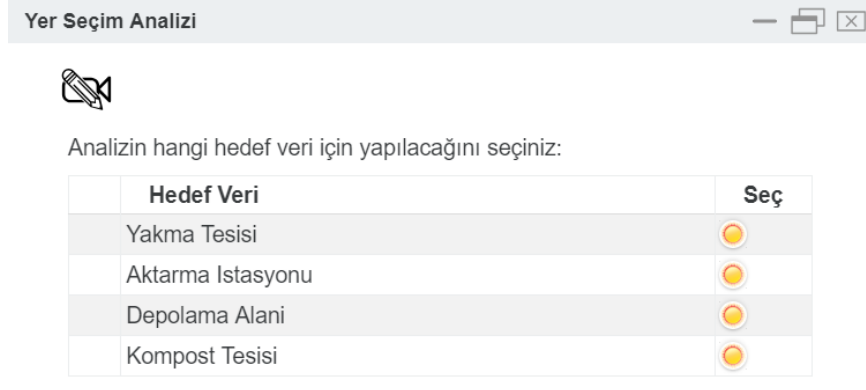 Yer Seçim Analizi
Analizin hangi hedef veri için yapılacağını seçiniz:
Hedef Veri Seç
Yakma Tesisi
Aktarma Istasyonu
Depolama Alani
Kompost Tesisi